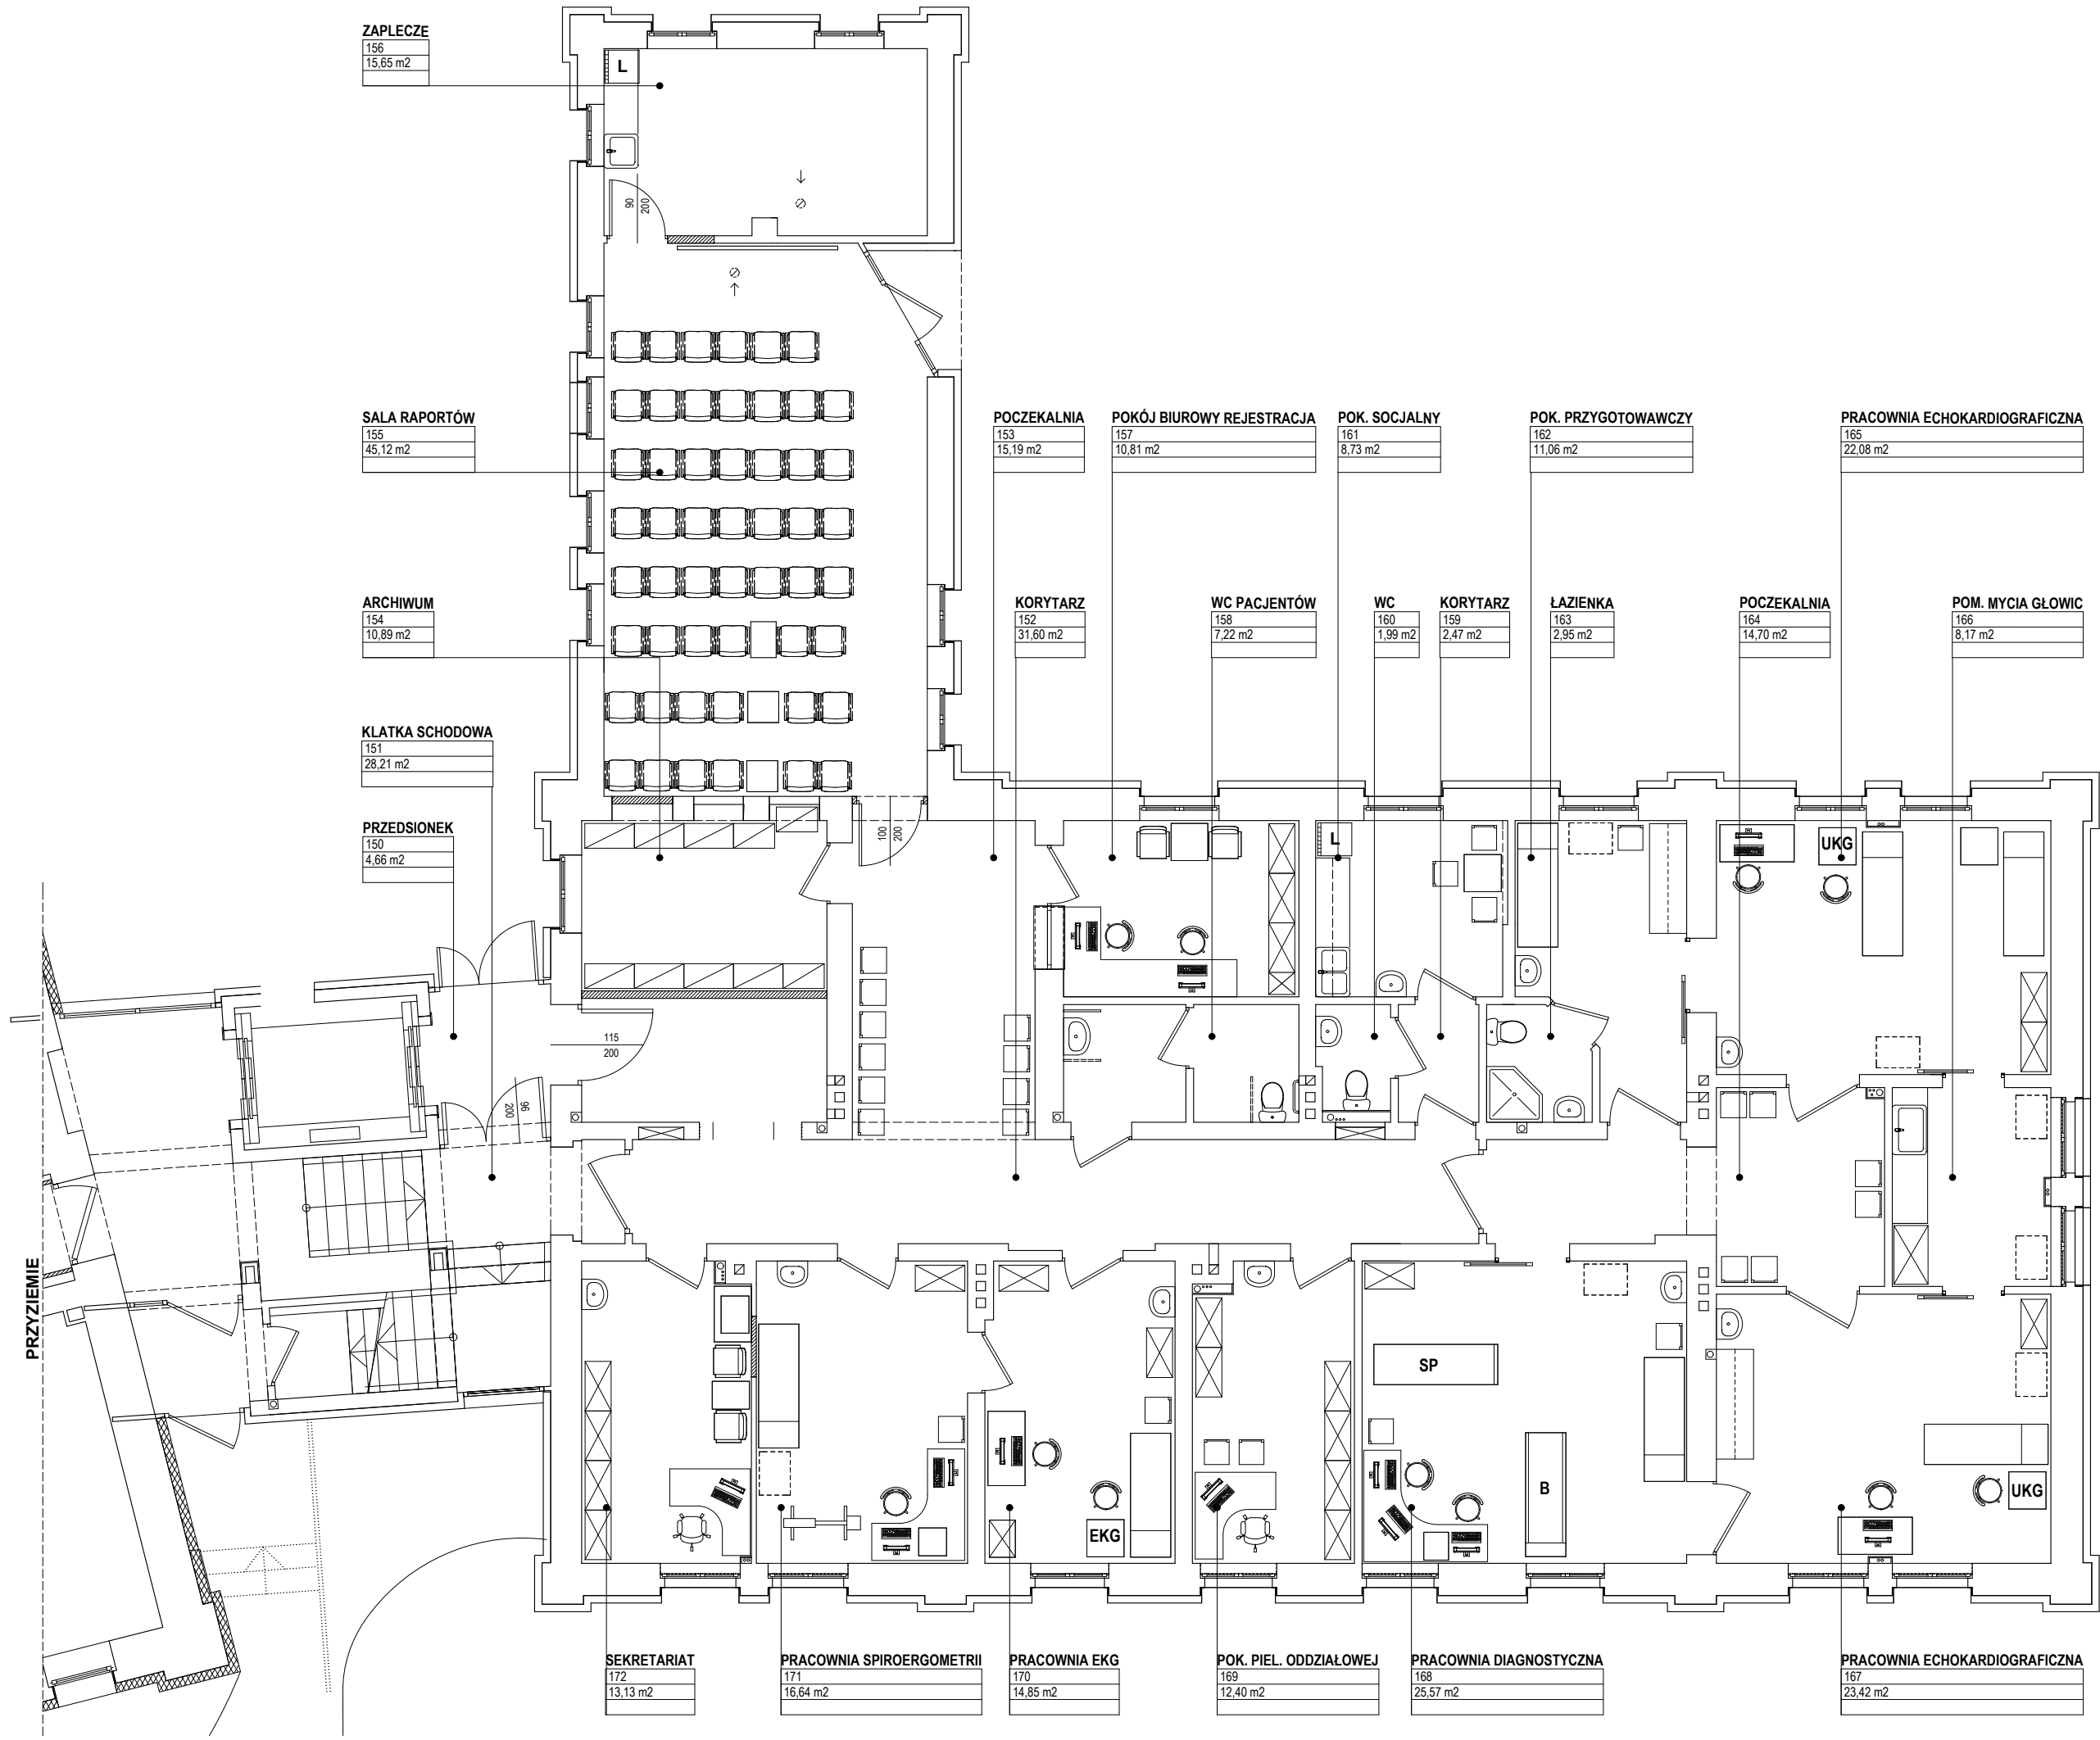 ZAPLECZE
156
15,65 m2
L
90
200
SALA RAPORTÓW
155
45,12 m2
POCZEKALNIA
153
15,19 m2
POKÓJ BIUROWY REJESTRACJA
157
10,81 m2
POK. SOCJALNY
161
8,73 m2
POK. PRZYGOTOWAWCZY
162
11,06 m2
PRACOWNIA ECHOKARDIOGRAFICZNA
165
22,08 m2
ARCHIWUM
154
10,89 m2
KORYTARZ
152
31,60 m2
WC PACJENTÓW
158
7,22 m2
WC
160
1,99 m2
KORYTARZ
159
2,47 m2
ŁAZIENKA
163
2,95 m2
POCZEKALNIA
164
14,70 m2
POM. MYCIA GŁOWIC
166
8,17 m2
KLATKA SCHODOWA
151
28,21 m2
PRZEDSIONEK
150
4,66 m2
100
200
L
UKG
115
200
96
200
PRZYZIEMIE
SP
B
EKG
UKG
SEKRETARIAT
172
13,13 m2
PRACOWNIA SPIROERGOMETRII
171
16,64 m2
PRACOWNIA EKG
170
14,85 m2
POK. PIEL. ODDZIAŁOWEJ
169
12,40 m2
PRACOWNIA DIAGNOSTYCZNA
168
25,57 m2
PRACOWNIA ECHOKARDIOGRAFICZNA
167
23,42 m2